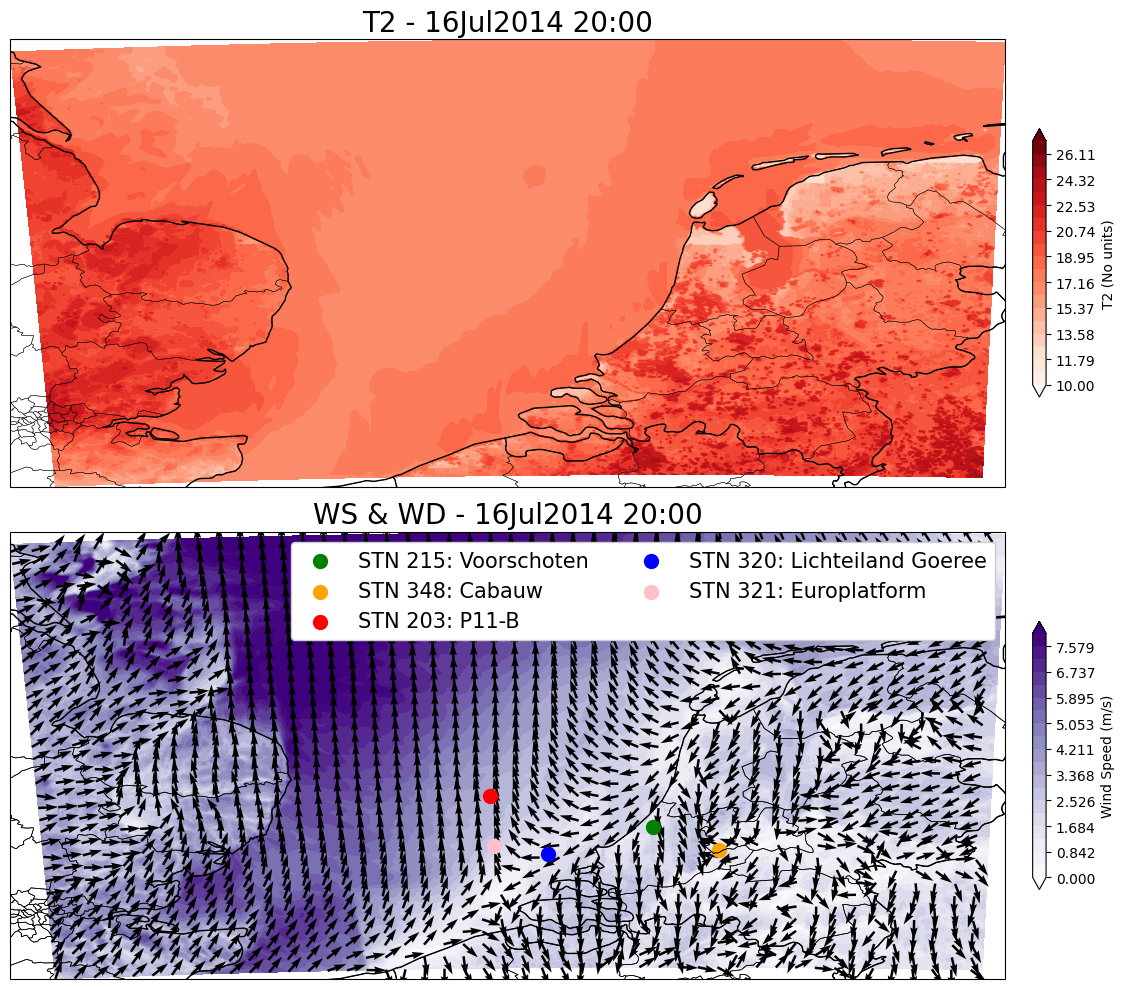 T2 - 16Jul2014 20:00
26.11
24.32
22.53
20.74
18.95
17.16
15.37
13.58
11.79
10.00
T2 (No units)
WS & WD - 16Jul2014 20:00
STN 215: Voorschoten
STN 348: Cabauw
STN 203: P11-B
STN 320: Lichteiland Goeree
STN 321: Europlatform
7.579
6.737
5.895
5.053
4.211
3.368
2.526
1.684
0.842
0.000
Wind Speed (m/s)